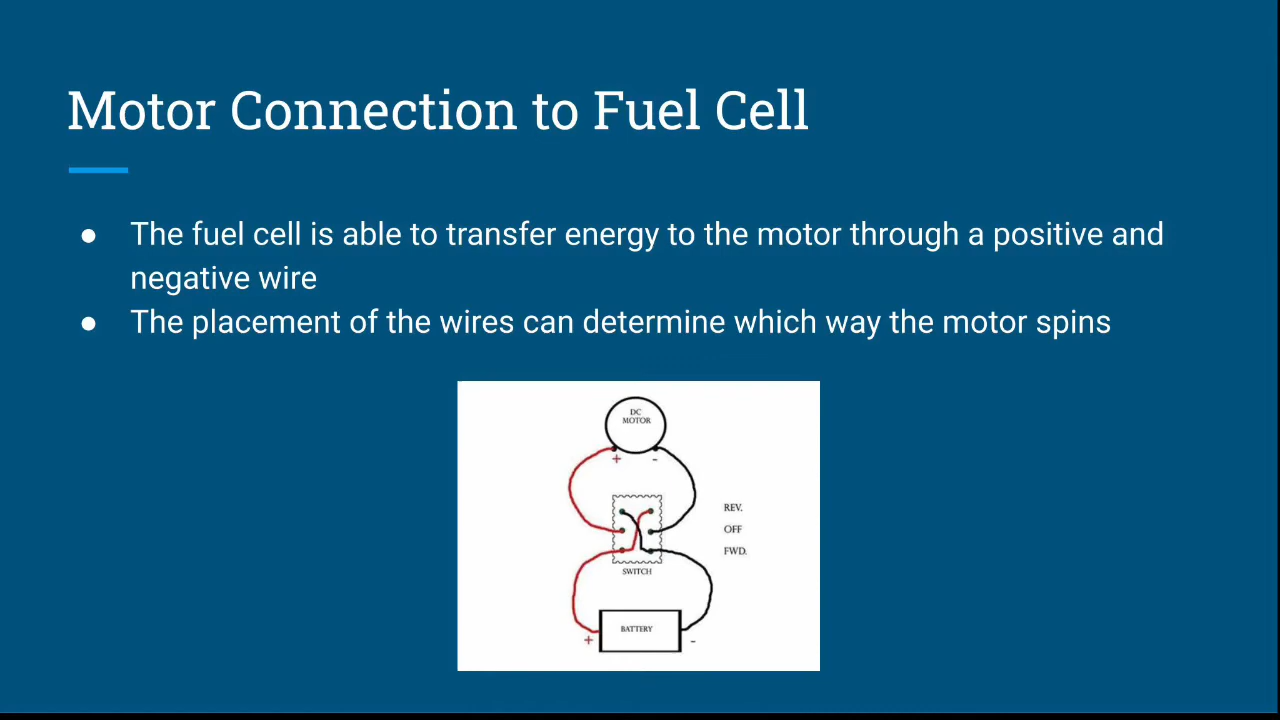 Motor Connection to Fuel Cell
● The fuel cell is able to transfer energy to the motor through a positive and
negative wire
● The placement of the wires can determine which way the motor spins
DC
MOTOR
+ -
REV.
OFF
FWD.
SWITCH
BATTERY
+ -